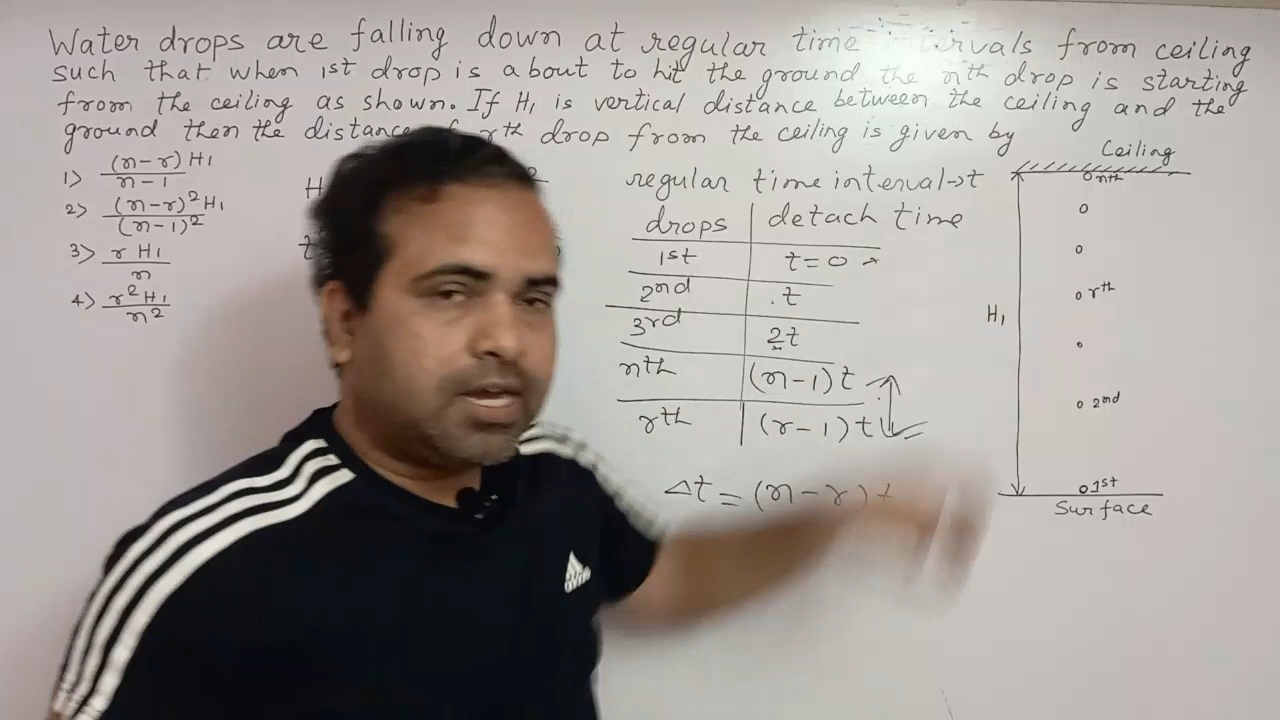 Water drops are falling down at regular time intervals from ceiling
such that when 1st drop is about to hit the ground the nth drop is starting
from the ceiling as shown. If H₁ is vertical distance between the ceiling and the
ground then the distance rth drop from the ceiling is given by
1) (n-r)H₁/n-1
2) (n-r)²H₁/(n-1)²
3) rH₁/n
4) r²H₁/n²
H
t
2
regular time interval→t
drops detach time
1st t=0
2nd .t
3rd 2t
nth (n-1)t
rth (r-1)t
Δt = (n-r)t
Ceiling
nth
rth
H₁
2nd
1st
Surface